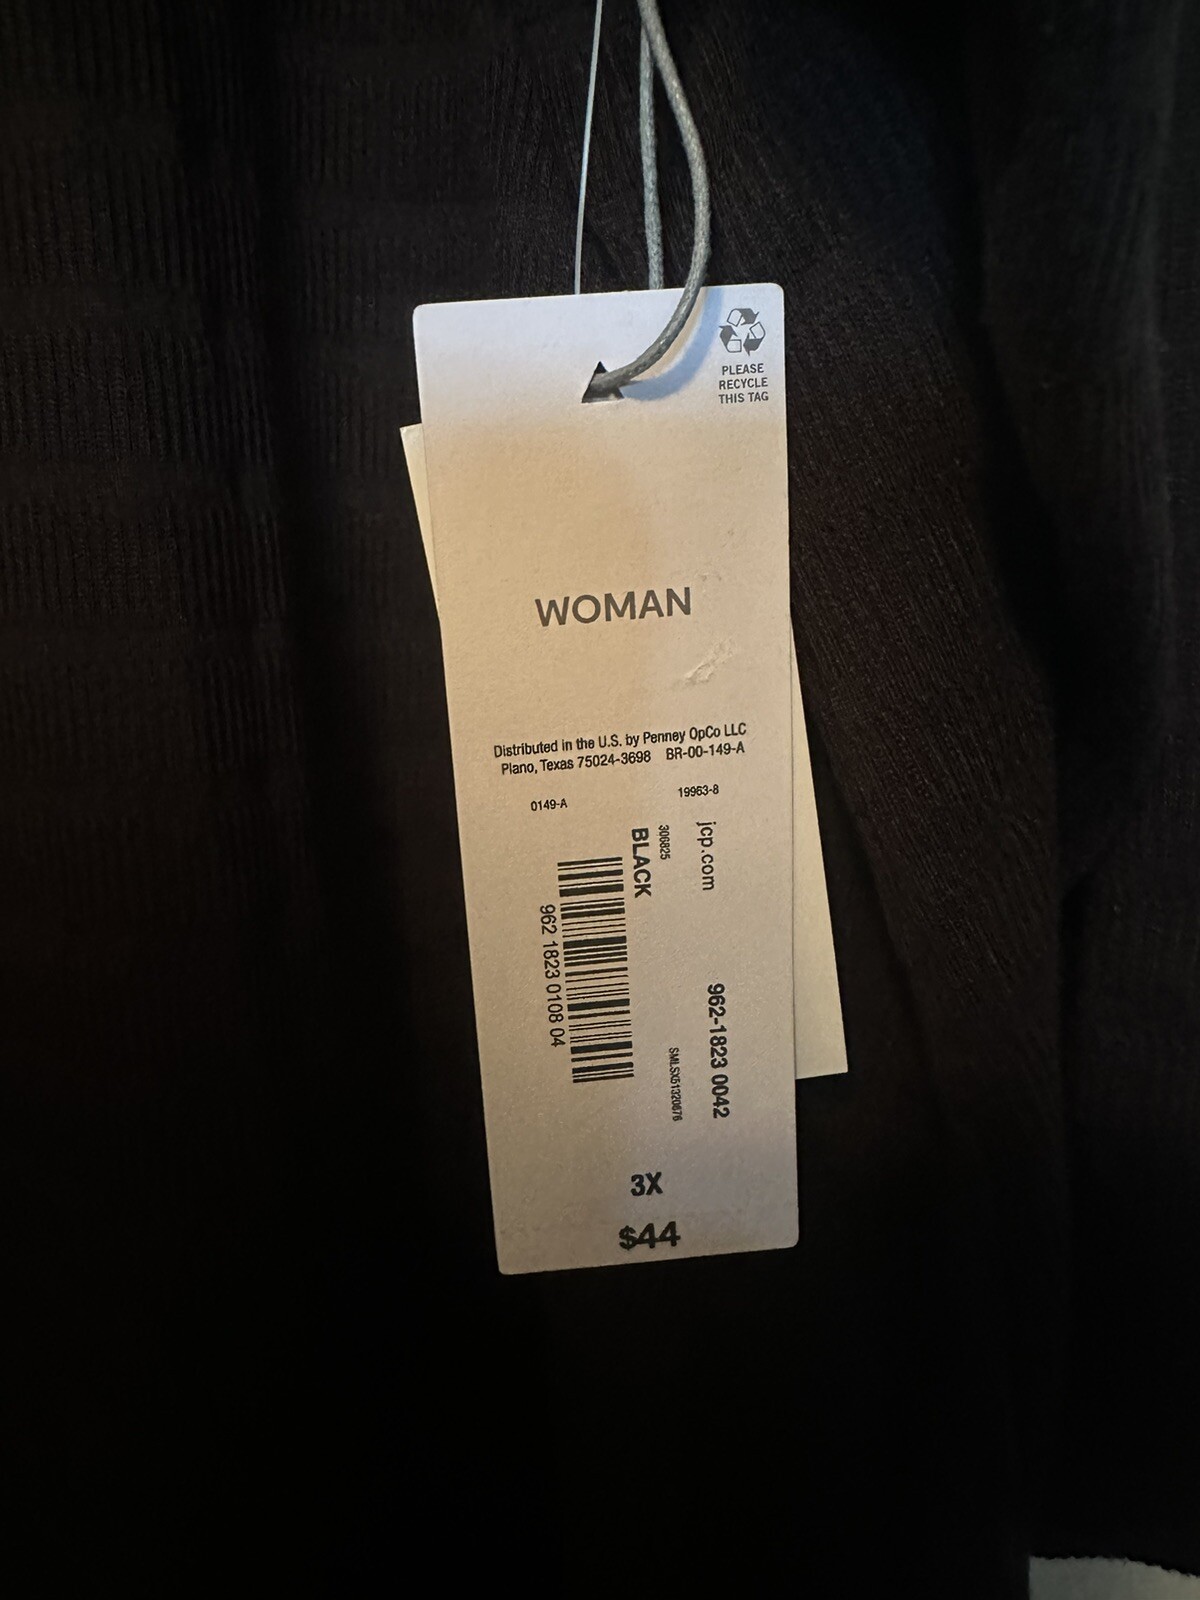 PLEASE
RECYCLE
THIS TAG
WOMAN
Distributed in the U.S. by Penney OpCo LLC
Plano, Texas 75024-3698 BR-00-149-A
0149-A
19963-8
jcp.com
962-1823 0042
306825
BLACK
962 1823 0108 04
3X
$44